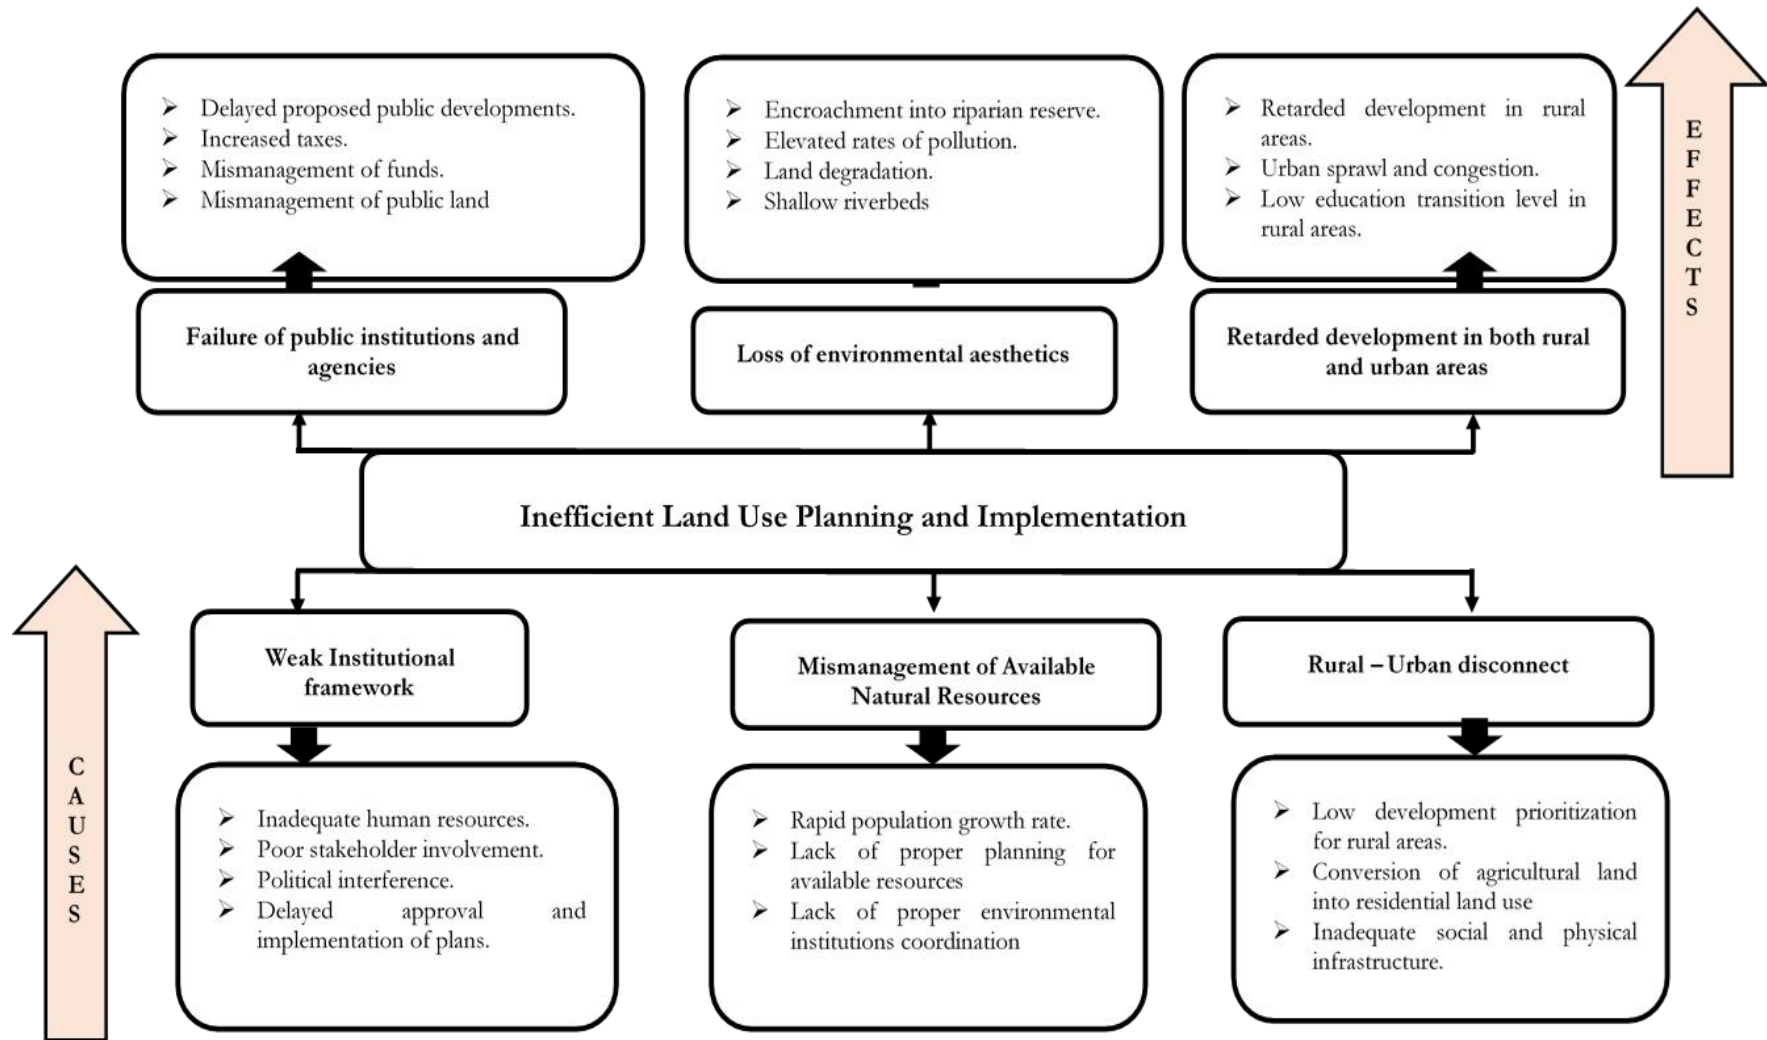 Delayed proposed public developments.
Increased taxes.
Mismanagement of funds.
Mismanagement of public land
Encroachment into riparian reserve.
Elevated rates of pollution.
Land degradation.
Shallow riverbeds
Retarded development in rural
areas.
Urban sprawl and congestion.
Low education transition level in
rural areas.
E
F
F
E
C
T
S
Failure of public institutions and
agencies
Loss of environmental aesthetics
Retarded development in both rural
and urban areas
Inefficient Land Use Planning and Implementation
Weak Institutional
framework
Mismanagement of Available
Natural Resources
Rural – Urban disconnect
C
A
U
S
E
S
Inadequate human resources.
Poor stakeholder involvement.
Political interference.
Delayed approval and
implementation of plans.
Rapid population growth rate.
Lack of proper planning for
available resources
Lack of proper environmental
institutions coordination
Low development prioritization
for rural areas.
Conversion of agricultural land
into residential land use
Inadequate social and physical
infrastructure.